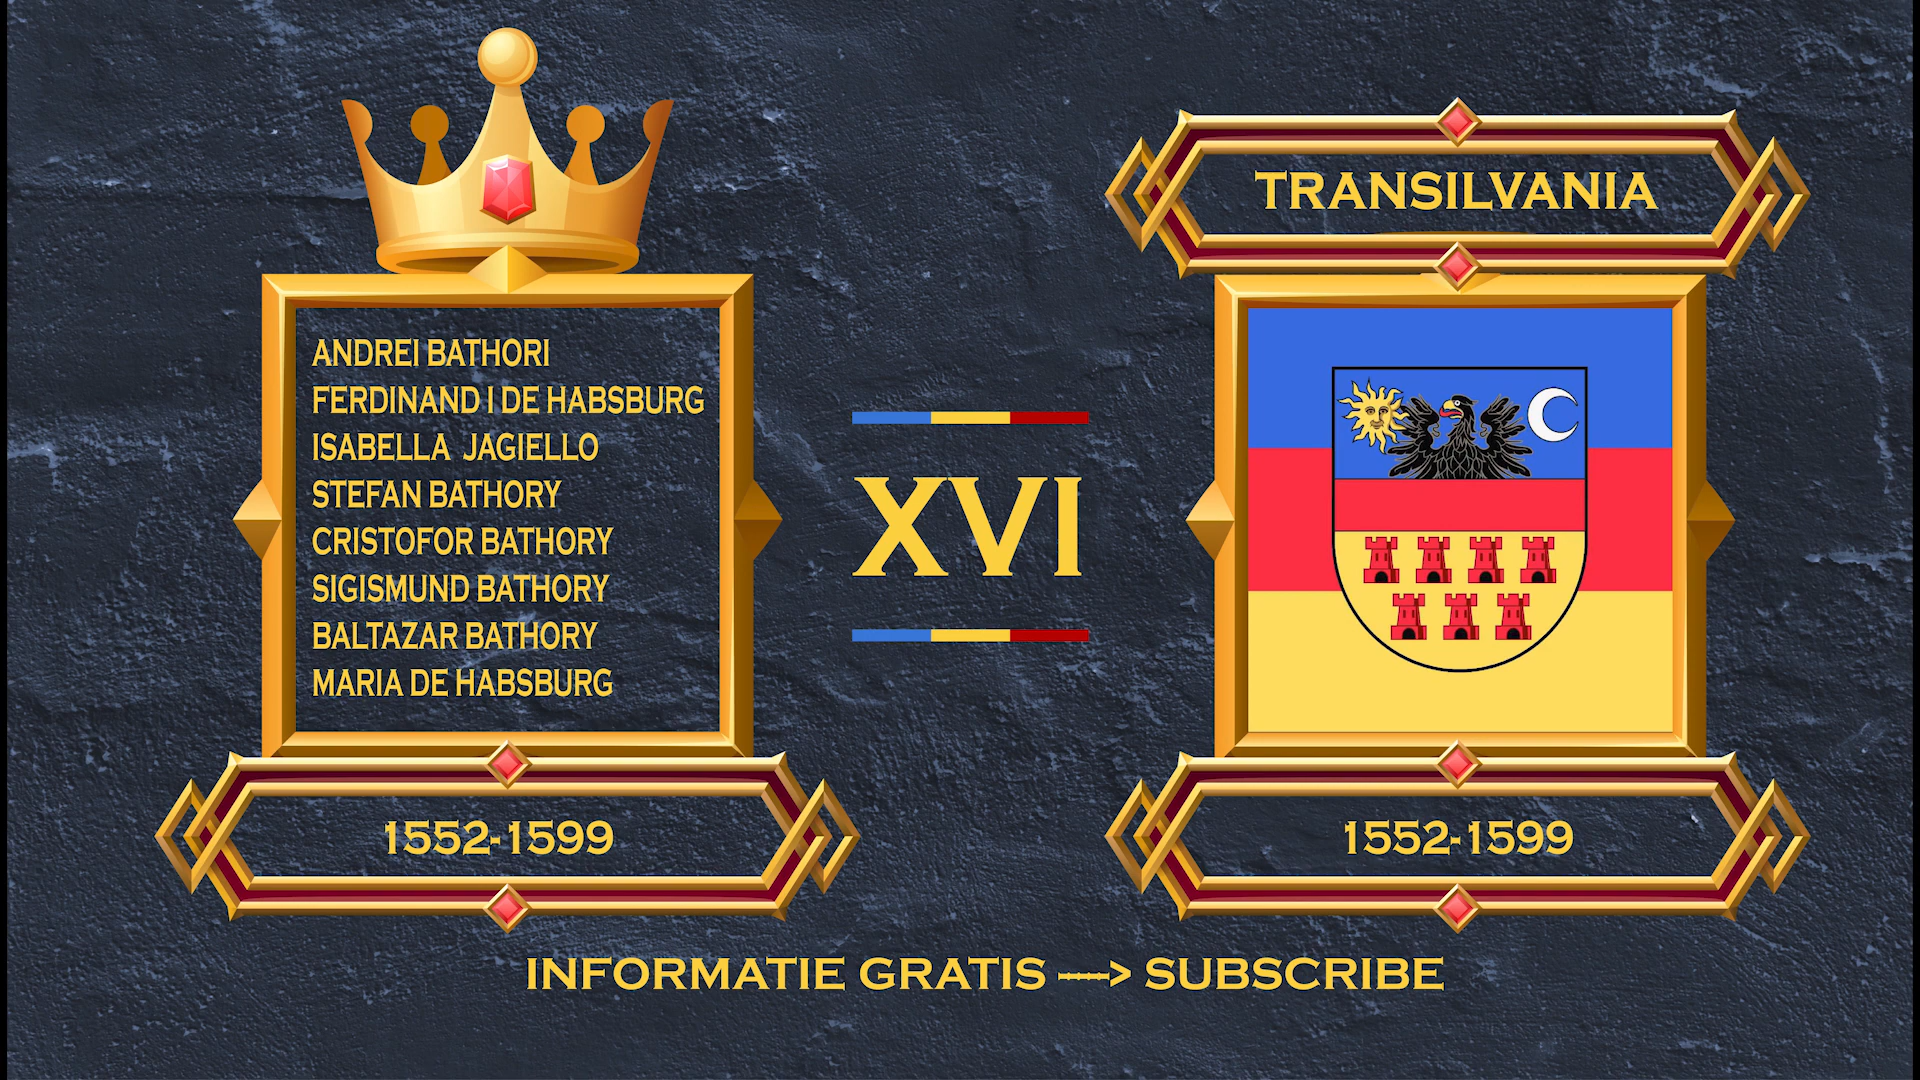 ANDREI BATHORI
FERDINAND I DE HABSBURG
ISABELLA JAGIELLO
STEFAN BATHORY
CRISTOFOR BATHORY
SIGISMUND BATHORY
BALTAZAR BATHORY
MARIA DE HABSBURG
1552-1599
XVI
TRANSILVANIA
1552-1599
INFORMATIE GRATIS ----> SUBSCRIBE